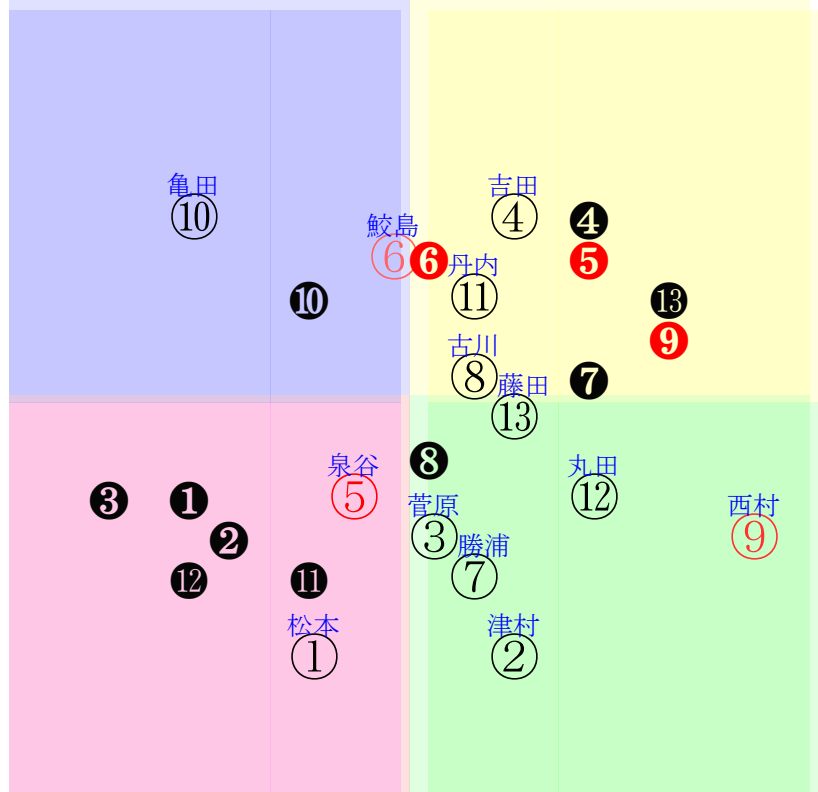 亀田
吉田
⑩
④
❹
鮫島
⑥
❻
丹内
❺
⑪
❿
⓭
古川
❾
⑧
藤田
❼
⑬
泉谷
❽
丸田
⑤
⑫
❸
❶
菅原
西村
③
⑨
❷
勝浦
⑦
⓬
⓫
松本
津村
①
②